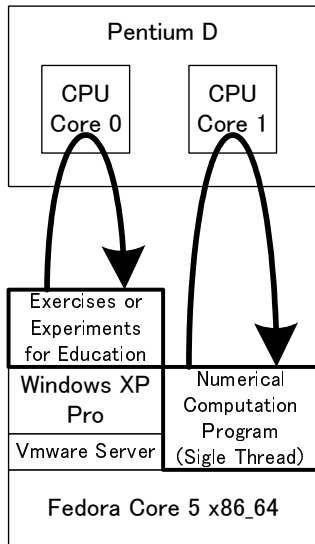 Pentium D
CPU
Core 0
CPU
Core 1
Exercises or
Experiments
for Education
Windows XP
Pro
Vmware Server
Numerical
Computation
Program
(Sigle Thread)
Fedora Core 5 x86_64